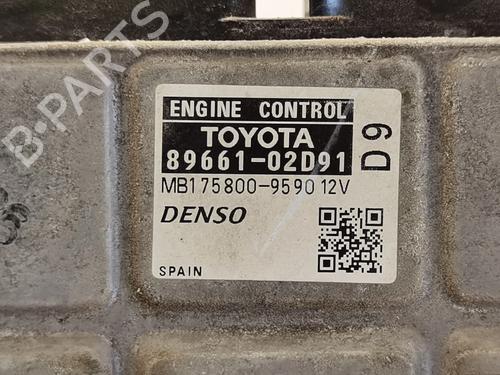 ENGINE CONTROL
TOYOTA
89661-02D91
D9
MB175800-9590 12V
DENSO
SPAIN
B-PARTS